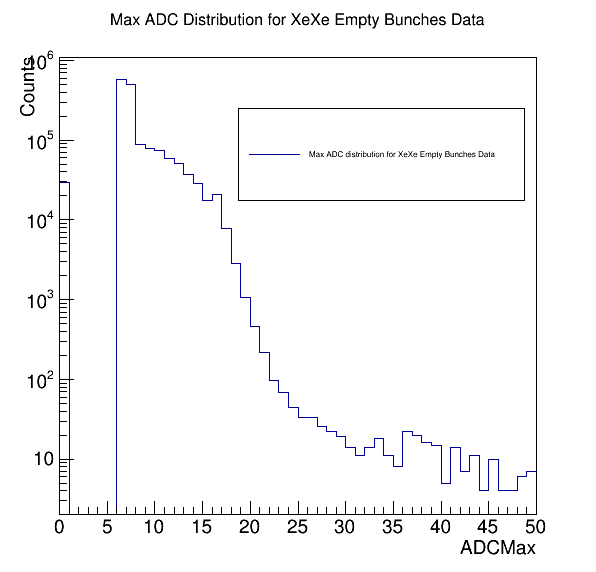 Max ADC Distribution for XeXe Empty Bunches Data
Counts
10^6
10^5
10^4
10^3
10^2
10
Max ADC distribution for XeXe Empty Bunches Data
0 5 10 15 20 25 30 35 40 45 50
ADCMax